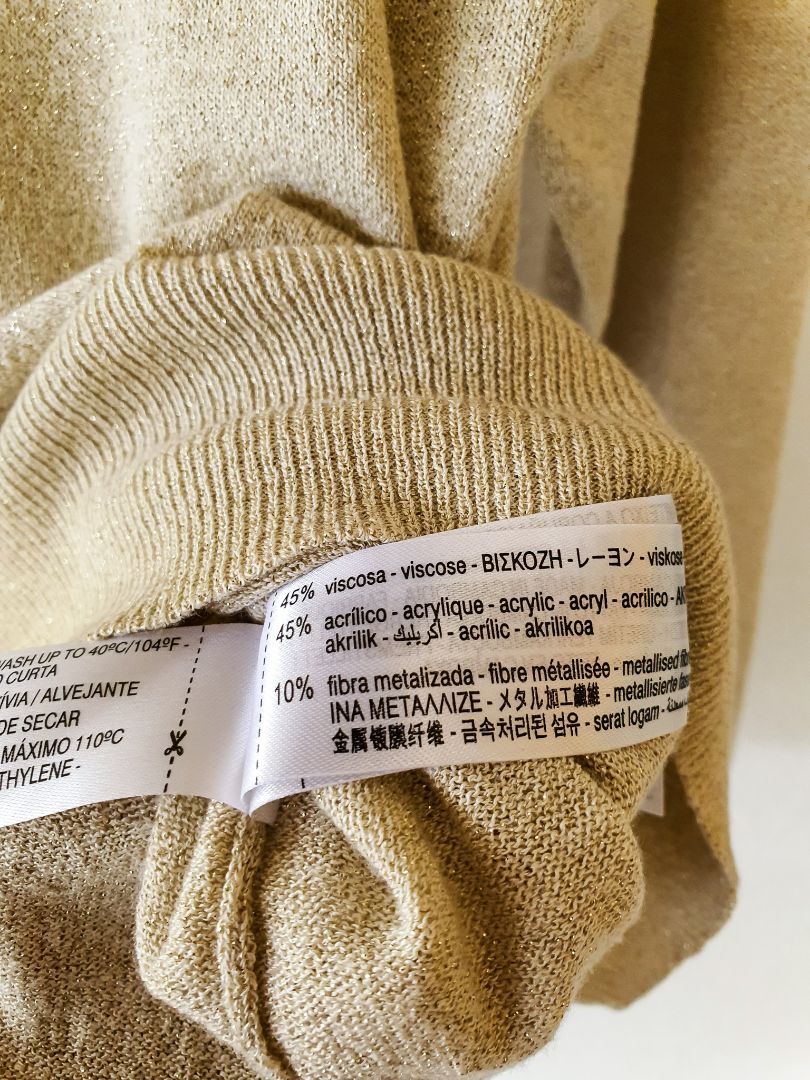 WASH UP TO 40ºC/104ºF -
CURTA
/ ALVEJANTE
DE SECAR
MÁXIMO 110ºC
-
45% viscosa - viscose - ΒΙΣΚΟΖΗ - レーヨン - viskose
45% acrílico - acrylique - acrylic - acryl - acrilico -
akrilik - أكريليك - acrílic - akrilikoa
10% fibra metalizada - fibre métallisée - metallised
ΙΝΑ ΜΕΤΑΛΛΙΖΕ - メタル加工繊維 - metallisierte
金属镀膜纤维 - 금속처리된 섬유 - serat logam -